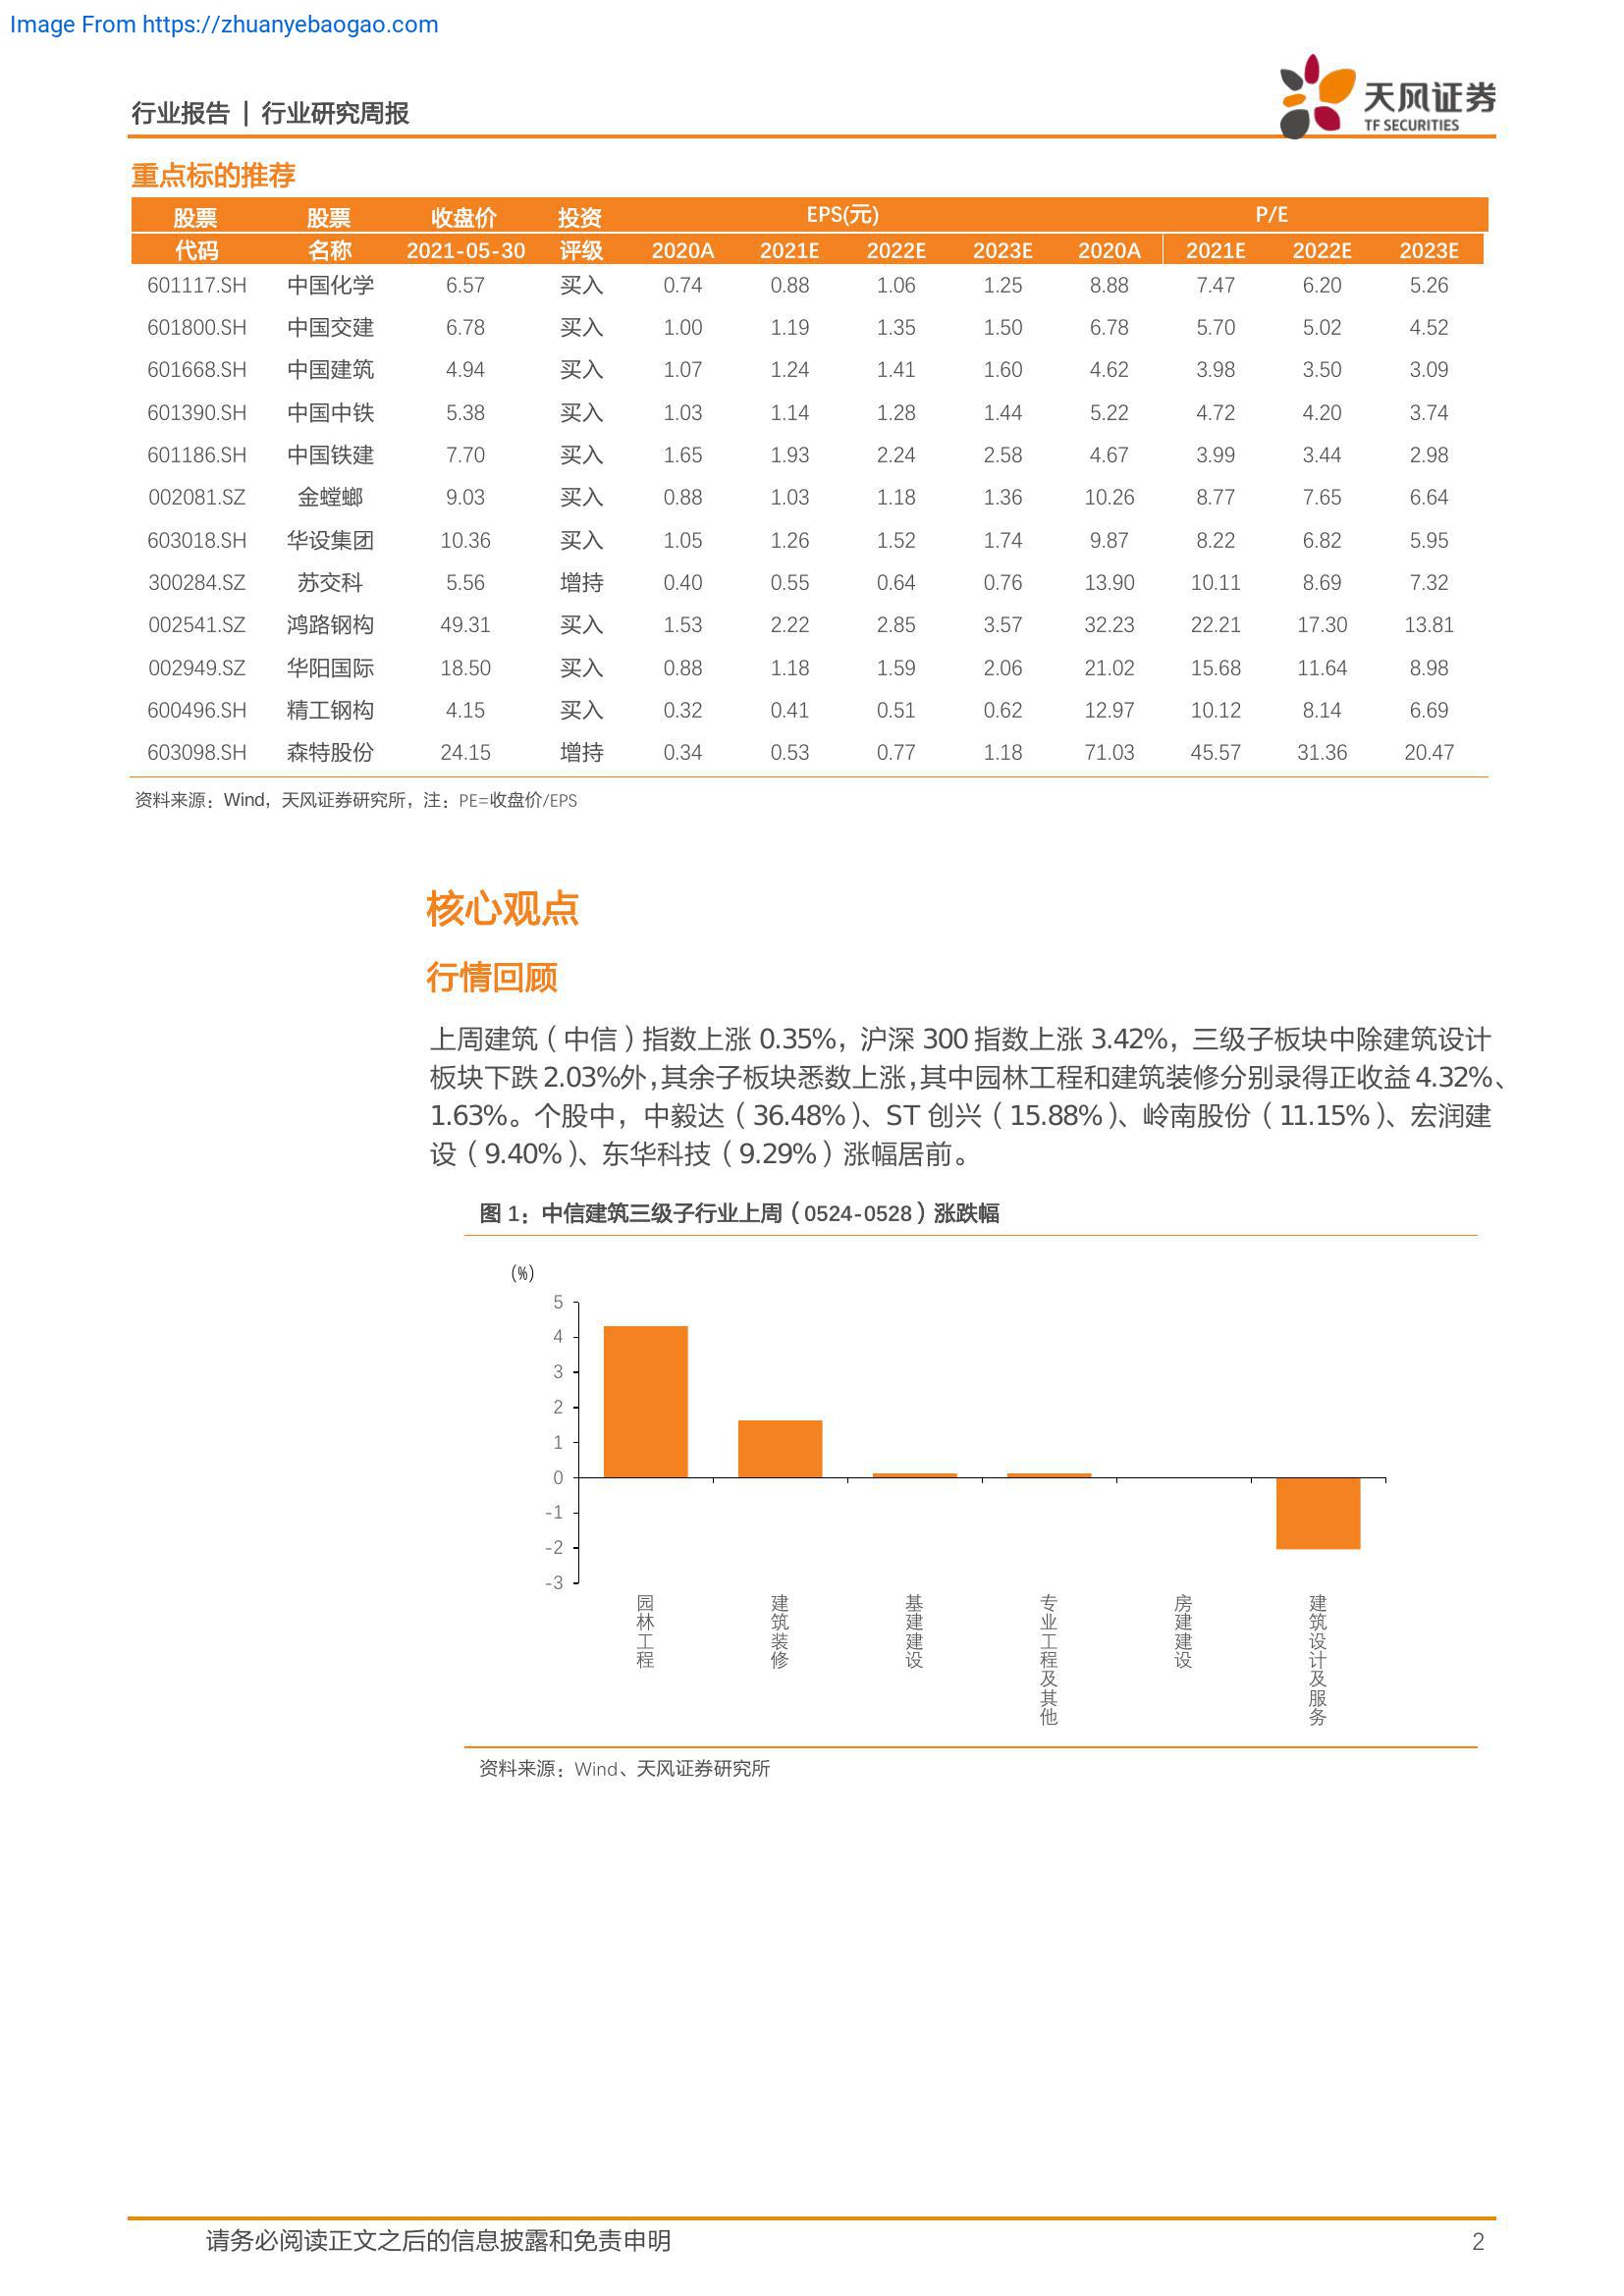 Image From https://zhuanyebaogao.com
行业报告 | 行业研究周报
天风证券
TF SECURITIES
重点标的推荐
股票 股票 收盘价 投资 EPS(元) P/E
代码 名称 2021-05-30 评级 2020A 2021E 2022E 2023E 2020A 2021E 2022E 2023E
601117.SH 中国化学 6.57 买入 0.74 0.88 1.06 1.25 8.88 7.47 6.20 5.26
601800.SH 中国交建 6.78 买入 1.00 1.19 1.35 1.50 6.78 5.70 5.02 4.52
601668.SH 中国建筑 4.94 买入 1.07 1.24 1.41 1.60 4.62 3.98 3.50 3.09
601390.SH 中国中铁 5.38 买入 1.03 1.14 1.28 1.44 5.22 4.72 4.20 3.74
601186.SH 中国铁建 7.70 买入 1.65 1.93 2.24 2.58 4.67 3.99 3.44 2.98
002081.SZ 金螳螂 9.03 买入 0.88 1.03 1.18 1.36 10.26 8.77 7.65 6.64
603018.SH 华设集团 10.36 买入 1.05 1.26 1.52 1.74 9.87 8.22 6.82 5.95
300284.SZ 苏交科 5.56 增持 0.40 0.55 0.64 0.76 13.90 10.11 8.69 7.32
002541.SZ 鸿路钢构 49.31 买入 1.53 2.22 2.85 3.57 32.23 22.21 17.30 13.81
002949.SZ 华阳国际 18.50 买入 0.88 1.18 1.59 2.06 21.02 15.68 11.64 8.98
600496.SH 精工钢构 4.15 买入 0.32 0.41 0.51 0.62 12.97 10.12 8.14 6.69
603098.SH 森特股份 24.15 增持 0.34 0.53 0.77 1.18 71.03 45.57 31.36 20.47
资料来源：Wind，天风证券研究所，注：PE=收盘价/EPS
核心观点
行情回顾
上周建筑（中信）指数上涨 0.35%，沪深 300 指数上涨 3.42%，三级子板块中除建筑设计
板块下跌 2.03%外，其余子板块悉数上涨，其中园林工程和建筑装修分别录得正收益 4.32%、
1.63%。个股中，中毅达（36.48%）、ST 创兴（15.88%）、岭南股份（11.15%）、宏润建
设（9.40%）、东华科技（9.29%）涨幅居前。
图 1：中信建筑三级子行业上周（0524-0528）涨跌幅
(%)
5
4
3
2
1
0
-1
-2
-3
园林工程
建筑装修
基建建设
专业工程及其他
房建建设
建筑设计及服务
资料来源：Wind、天风证券研究所
请务必阅读正文之后的信息披露和免责申明 2